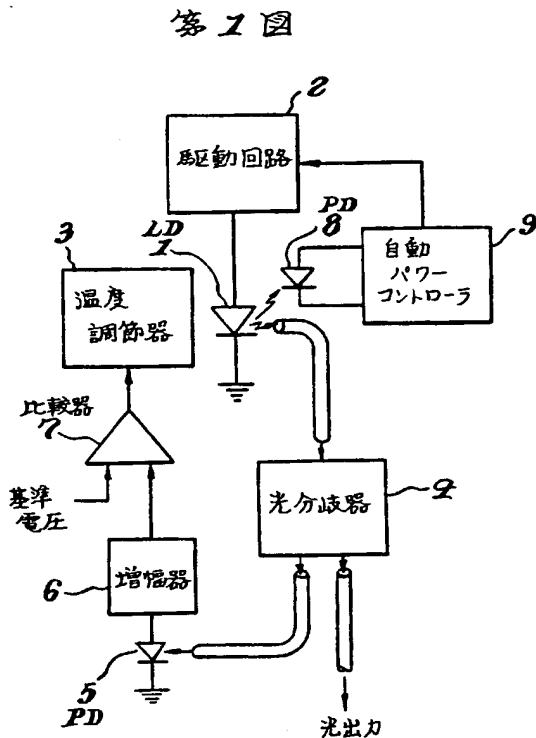 第1図
2
駆動回路
LD
1
PD
8
9
自動
パワー
コントローラ
3
温度
調節器
比較器
7
基準
電圧
光分岐器
4
6
増幅器
5
PD
光出力